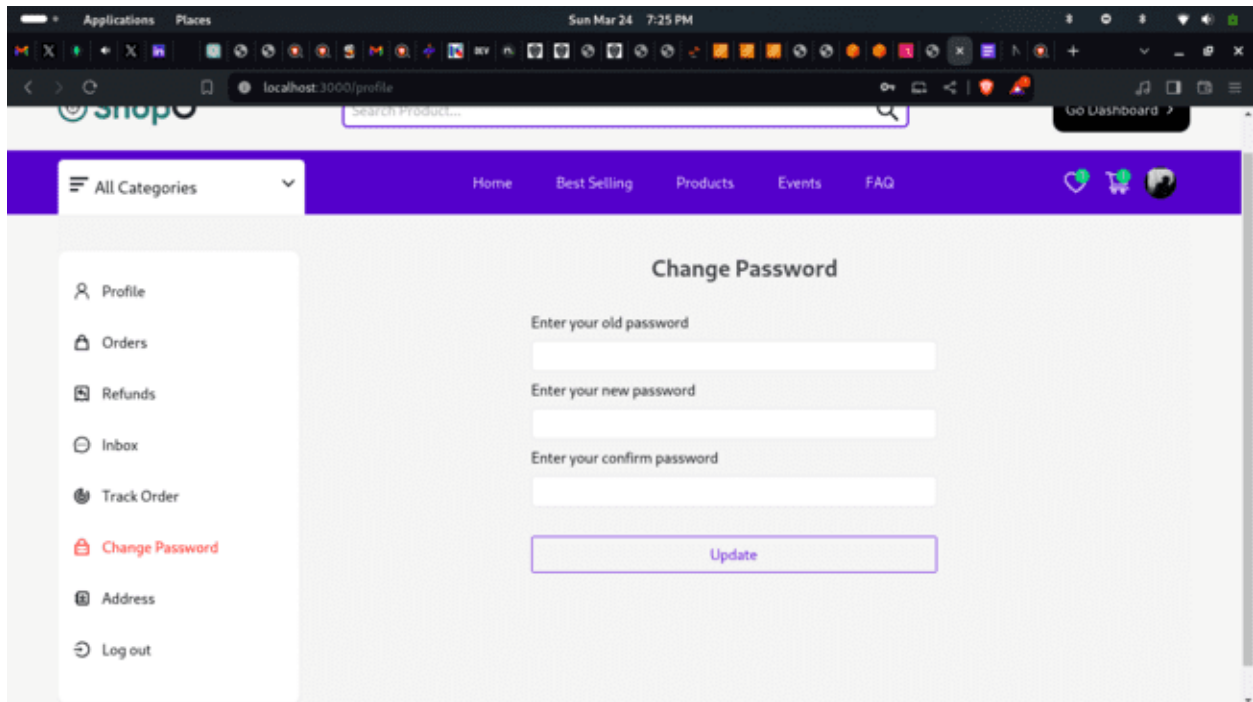 Applications Places Sun Mar 24 7:25 PM
localhost:3000/profile
ShopO Search Product... Go Dashboard
All Categories Home Best Selling Products Events FAQ
Change Password
Profile
Enter your old password
Orders
Enter your new password
Refunds
Inbox
Enter your confirm password
Track Order
Change Password
Update
Address
Log out